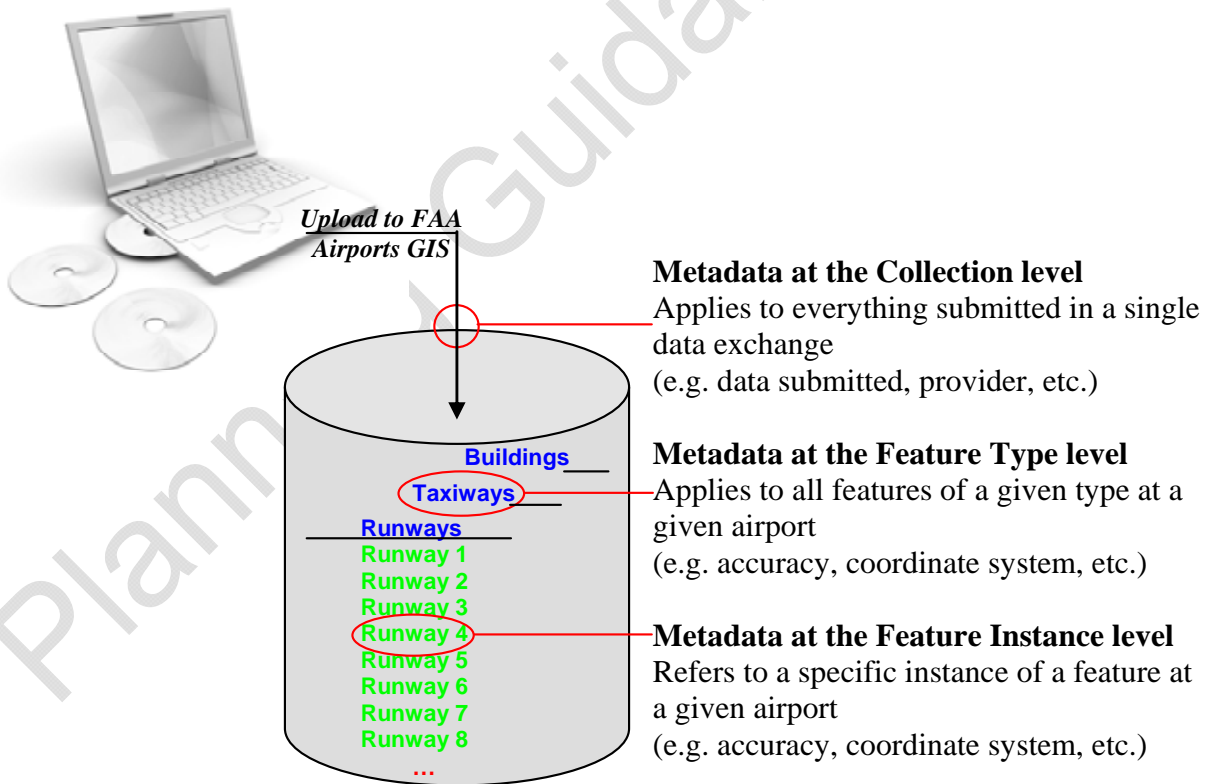 Upload to FAA
Airports GIS
Metadata at the Collection level
Applies to everything submitted in a single
data exchange
(e.g. data submitted, provider, etc.)
Buildings
Taxiways
Metadata at the Feature Type level
Applies to all features of a given type at a
given airport
(e.g. accuracy, coordinate system, etc.)
Runways
Runway 1
Runway 2
Runway 3
Runway 4
Runway 5
Runway 6
Runway 7
Runway 8
...
Metadata at the Feature Instance level
Refers to a specific instance of a feature at
a given airport
(e.g. accuracy, coordinate system, etc.)